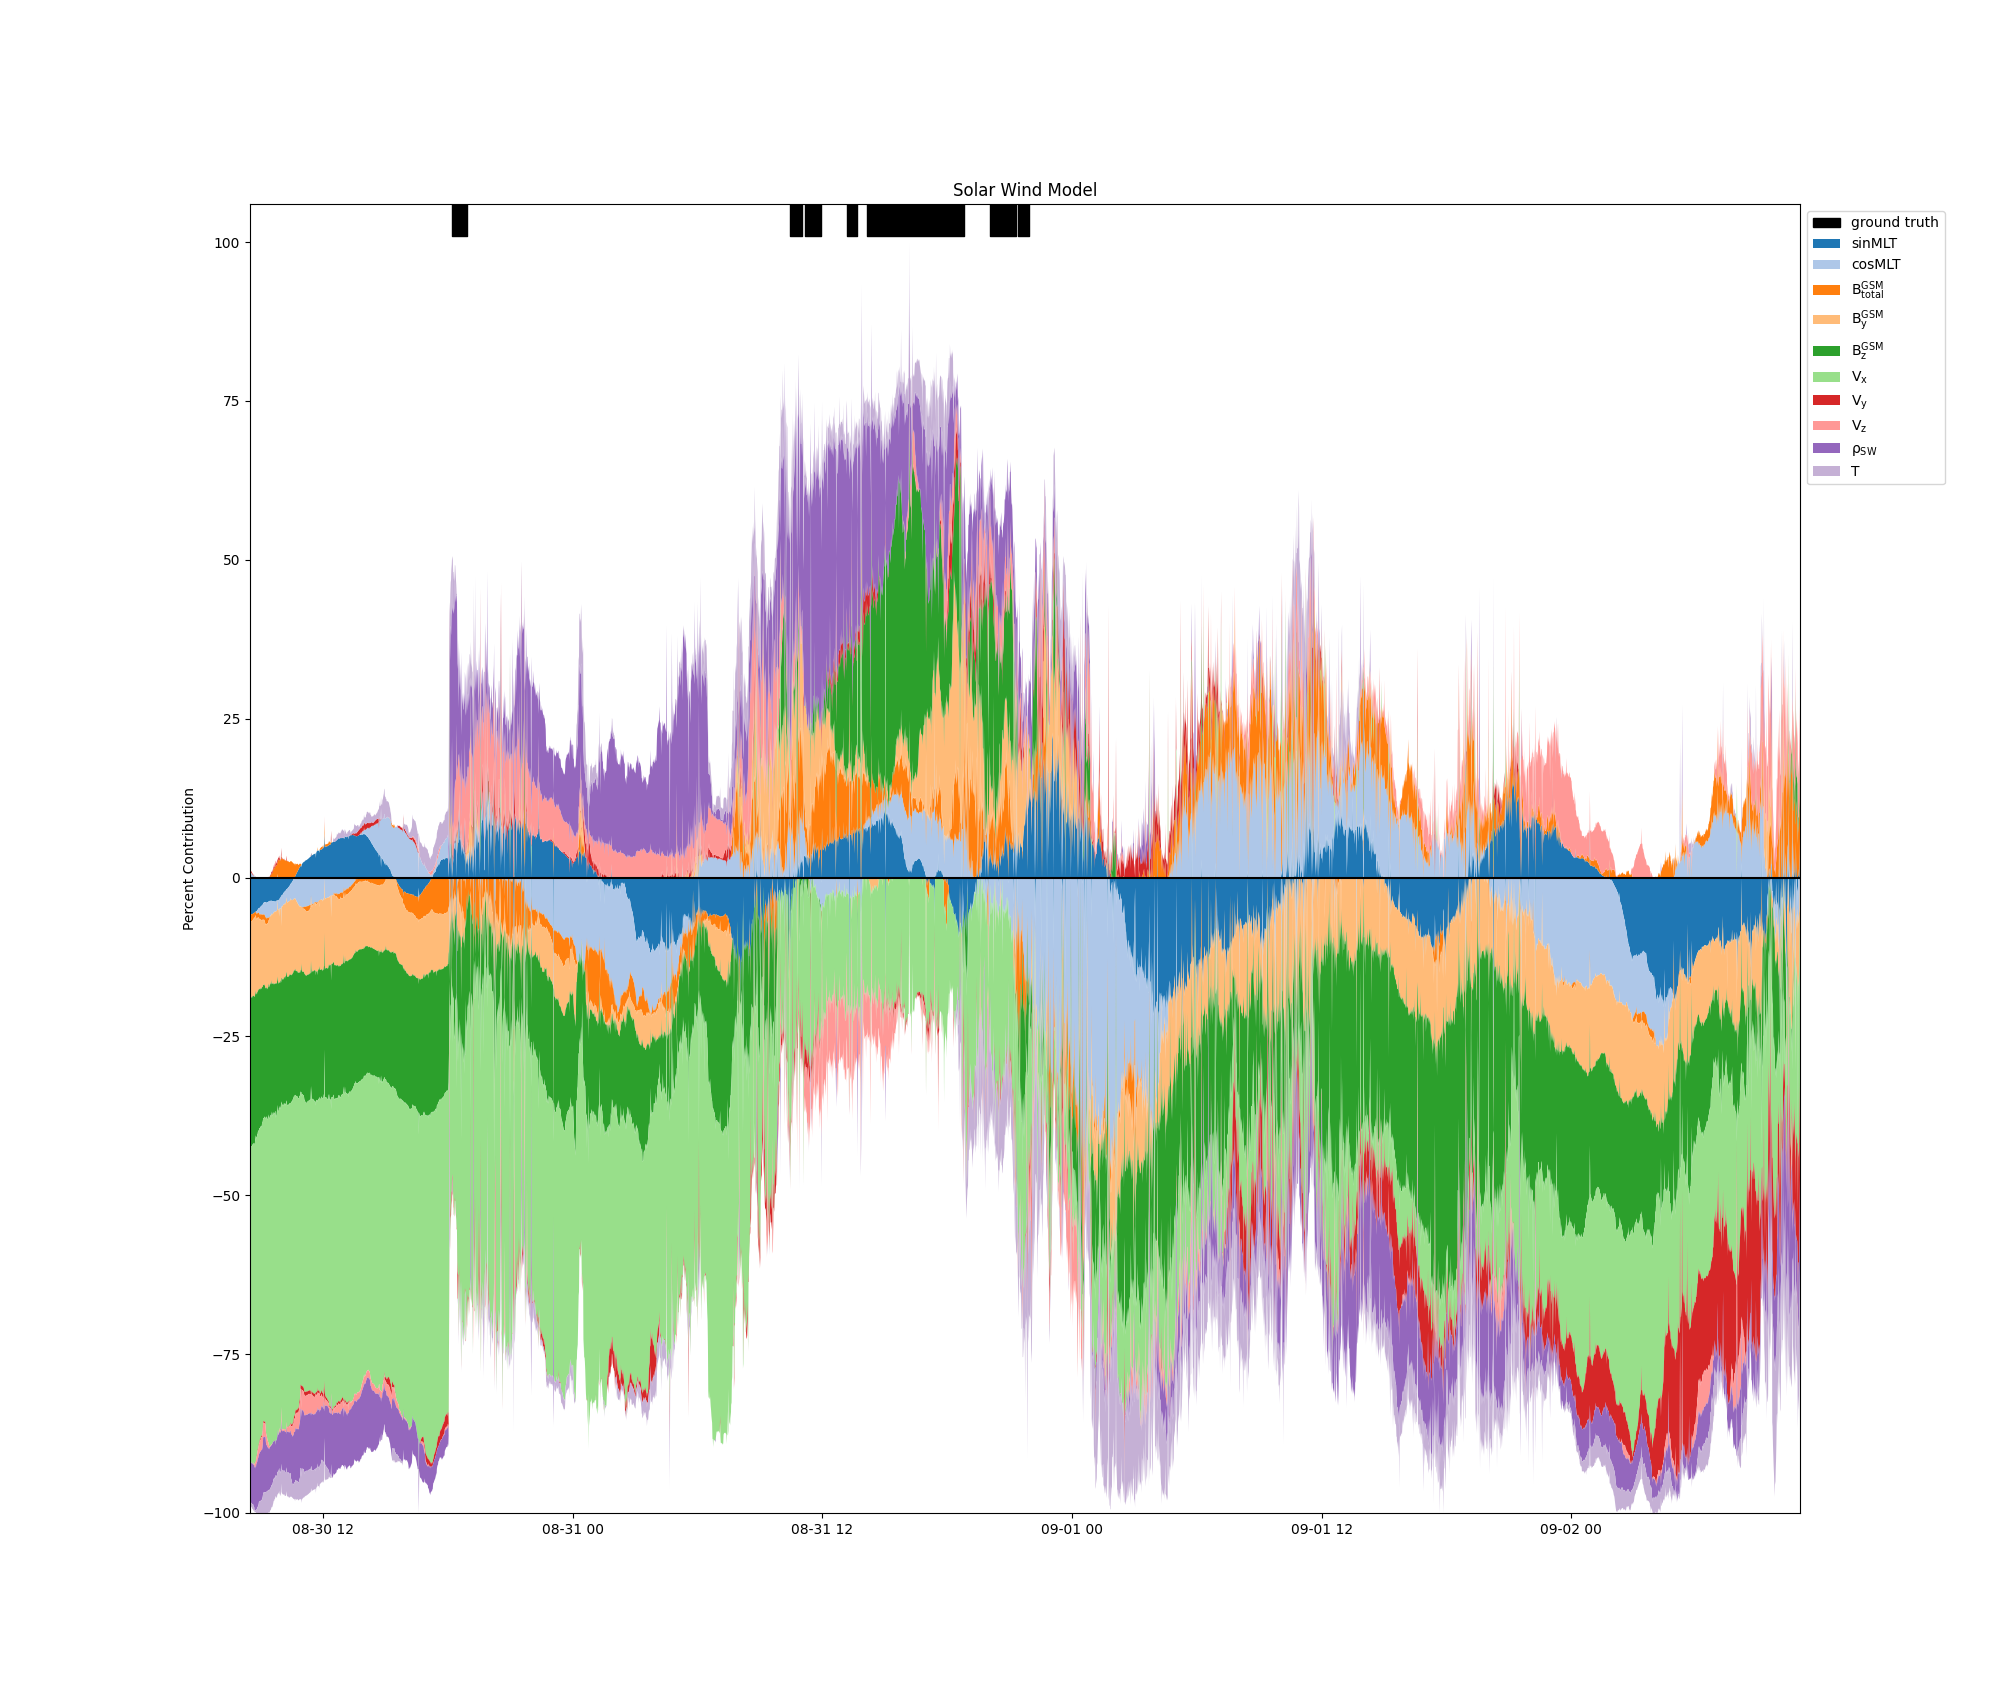 Solar Wind Model
Percent Contribution
100
75
50
25
0
−25
−50
−75
−100
08-30 12
08-31 00
08-31 12
09-01 00
09-01 12
09-02 00
ground truth
sinMLT
cosMLT
B_total^GSM
B_y^GSM
B_z^GSM
V_x
V_y
V_z
ρ_SW
T